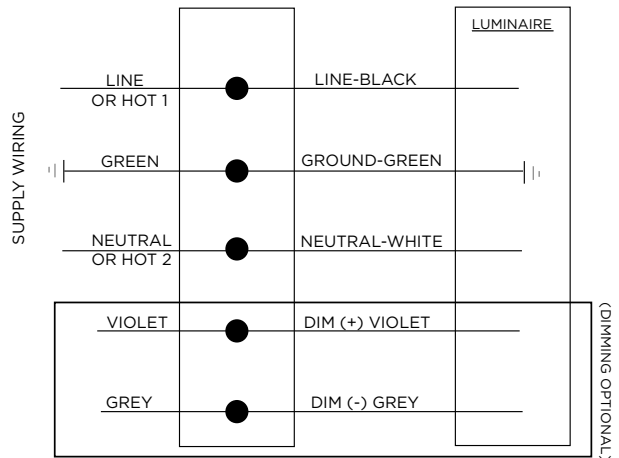 LUMINAIRE
SUPPLY WIRING
LINE
OR HOT 1
LINE-BLACK
GREEN
GROUND-GREEN
NEUTRAL
OR HOT 2
NEUTRAL-WHITE
VIOLET
DIM (+) VIOLET
GREY
DIM (-) GREY
(DIMMING OPTIONAL)